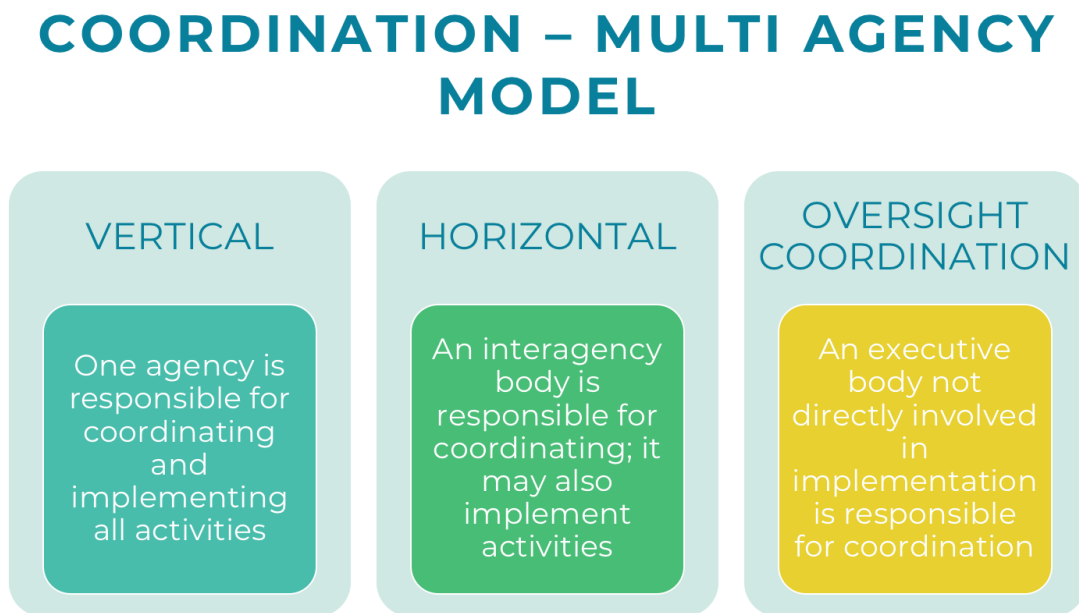 COORDINATION – MULTI AGENCY
MODEL
VERTICAL
One agency is
responsible for
coordinating
and
implementing
all activities
HORIZONTAL
An interagency
body is
responsible for
coordinating; it
may also
implement
activities
OVERSIGHT
COORDINATION
An executive
body not
directly involved
in
implementation
is responsible
for coordination